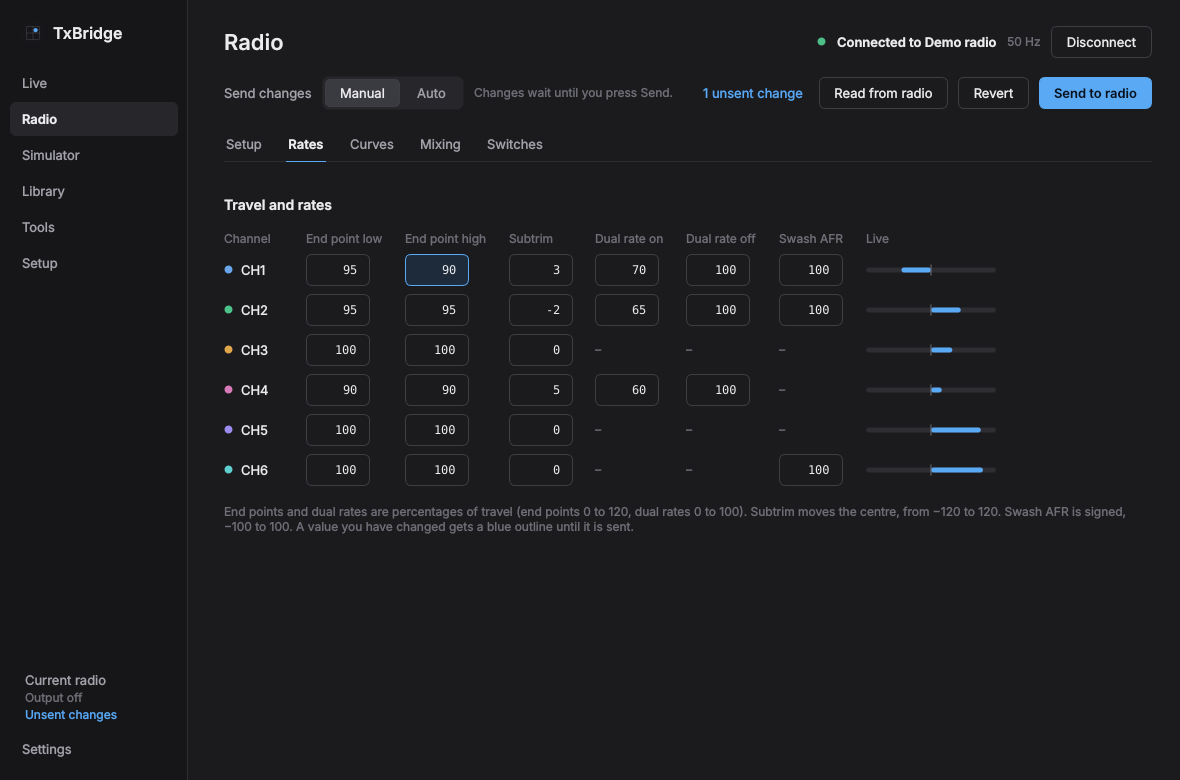 TxBridge
Live
Radio
Simulator
Library
Tools
Setup
Current radio
Output off
Unsent changes
Settings
Radio
Connected to Demo radio 50 Hz Disconnect
Send changes Manual Auto Changes wait until you press Send. 1 unsent change Read from radio Revert Send to radio
Setup Rates Curves Mixing Switches
Travel and rates
Channel End point low End point high Subtrim Dual rate on Dual rate off Swash AFR Live
CH1 95 90 3 70 100 100
CH2 95 95 -2 65 100 100
CH3 100 100 0 – – –
CH4 90 90 5 60 100 –
CH5 100 100 0 – – –
CH6 100 100 0 – – 100
End points and dual rates are percentages of travel (end points 0 to 120, dual rates 0 to 100). Subtrim moves the centre, from −120 to 120. Swash AFR is signed,
−100 to 100. A value you have changed gets a blue outline until it is sent.